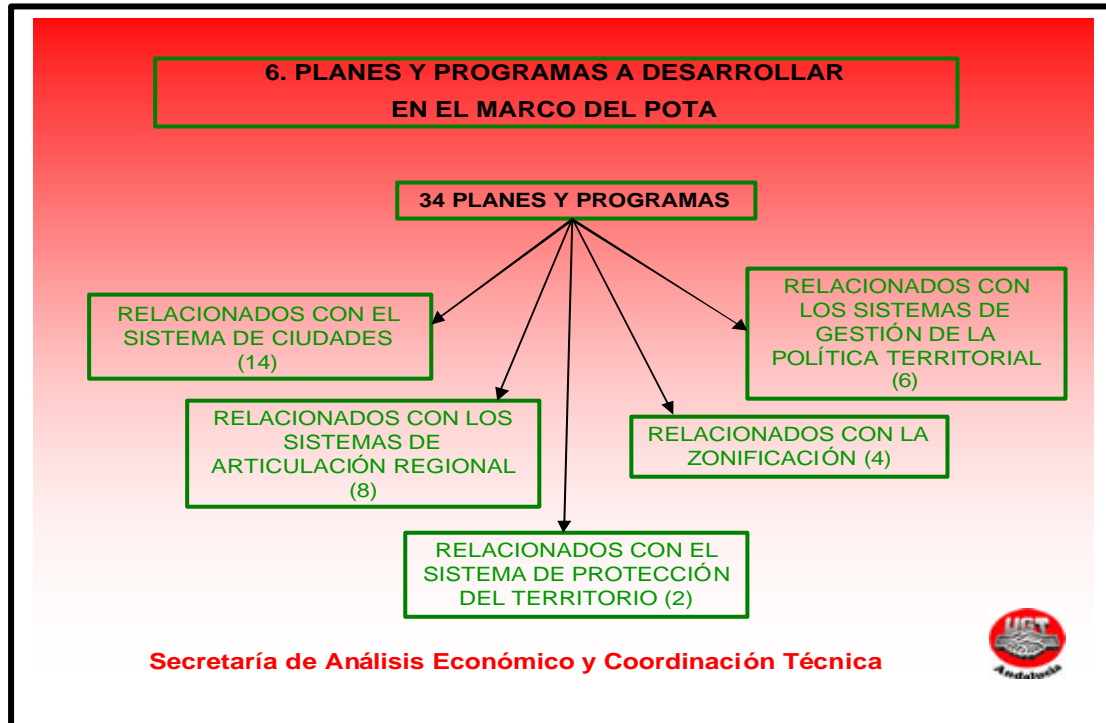 6. PLANES Y PROGRAMAS A DESARROLLAR
EN EL MARCO DEL POTA
34 PLANES Y PROGRAMAS
RELACIONADOS CON EL
SISTEMA DE CIUDADES
(14)
RELACIONADOS CON LOS
SISTEMAS DE
ARTICULACIÓN REGIONAL
(8)
RELACIONADOS CON EL
SISTEMA DE PROTECCIÓN
DEL TERRITORIO (2)
RELACIONADOS CON LA
ZONIFICACIÓN (4)
RELACIONADOS CON
LOS SISTEMAS DE
GESTIÓN DE LA
POLÍTICA TERRITORIAL
(6)
Secretaría de Análisis Económico y Coordinación Técnica
UGT
Andalucía